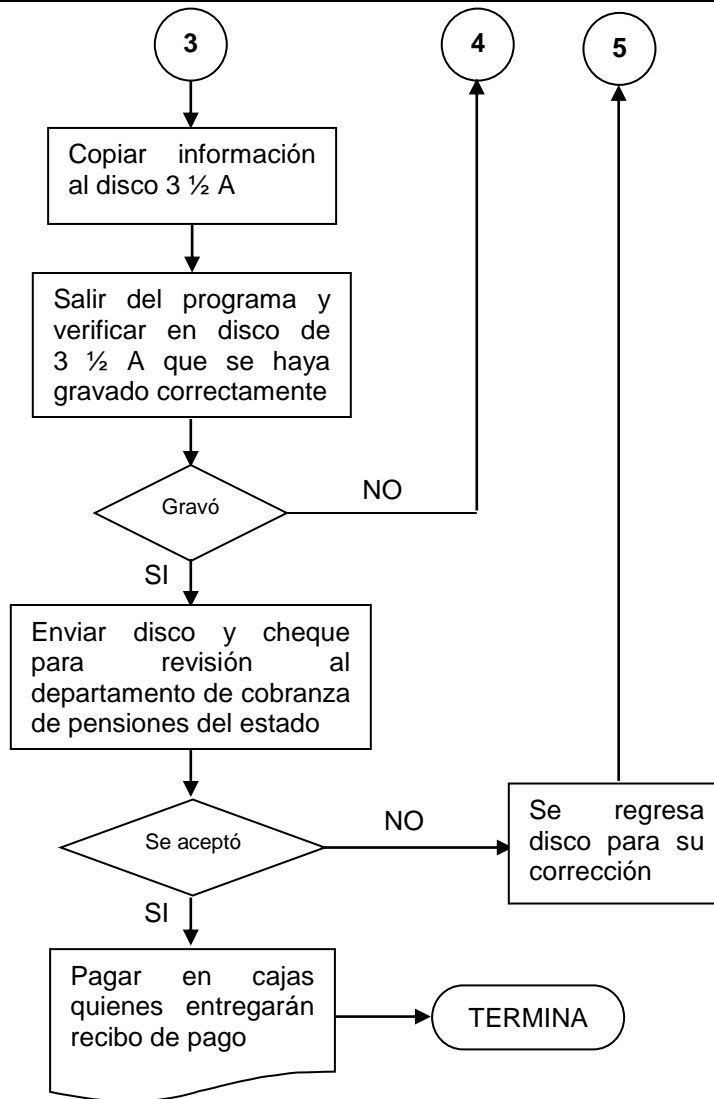 3
4
5
Copiar información
al disco 3 ½ A
Salir del programa y
verificar en disco de
3 ½ A que se haya
gravado correctamente
Gravó
NO
SI
Enviar disco y cheque
para revisión al
departamento de cobranza
de pensiones del estado
Se aceptó
NO
Se regresa
disco para su
corrección
SI
Pagar en cajas
quienes entregarán
recibo de pago
TERMINA